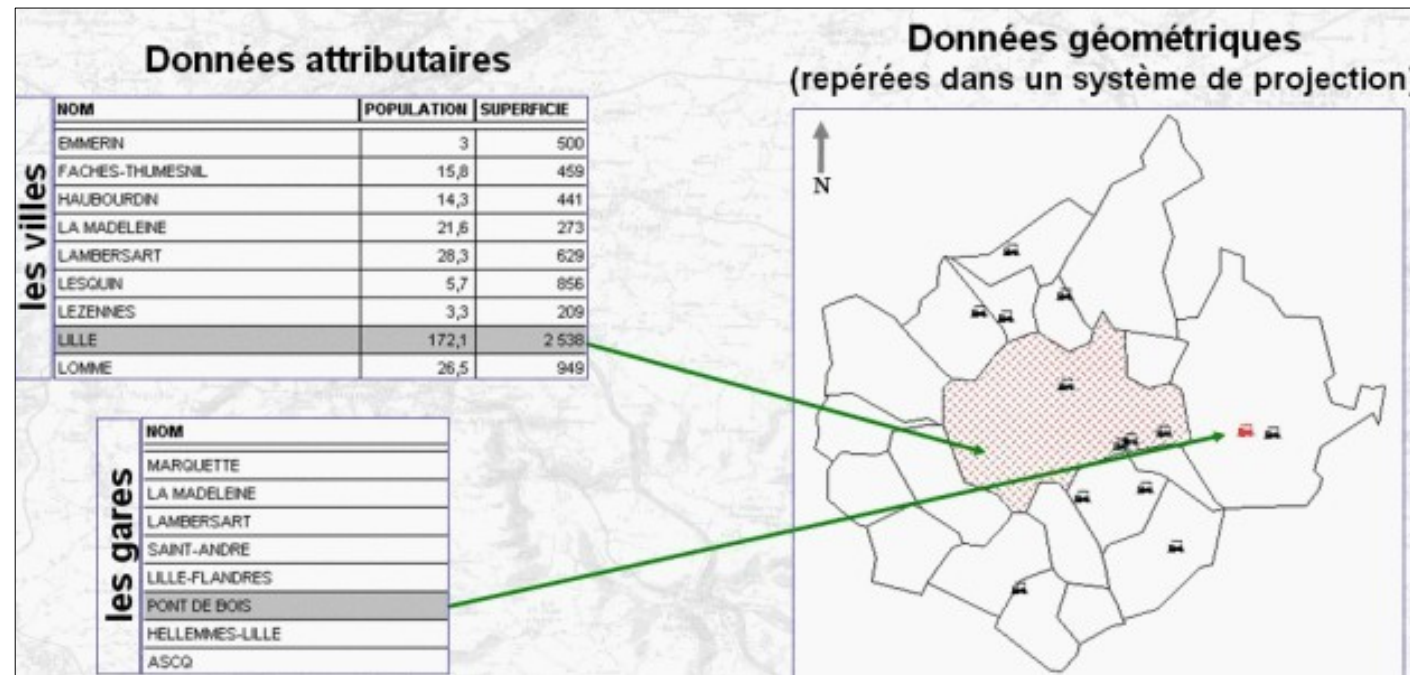 Données attributaires
les villes
NOM POPULATION SUPERFICIE
EMMERIN 3 500
FACHES-THUMESNIL 15,8 459
HAUBOURDIN 14,3 441
LA MADELEINE 21,6 273
LAMBERSART 28,3 629
LESQUIN 5,7 856
LEZENNES 3,3 209
LILLE 172,1 2 538
LOMME 26,5 949
les gares
NOM
MARQUETTE
LA MADELEINE
LAMBERSART
SAINT-ANDRE
LILLE-FLANDRES
PONT DE BOIS
HELLEMMES-LILLE
ASCQ
Données géométriques
(repérées dans un système de projection)
N